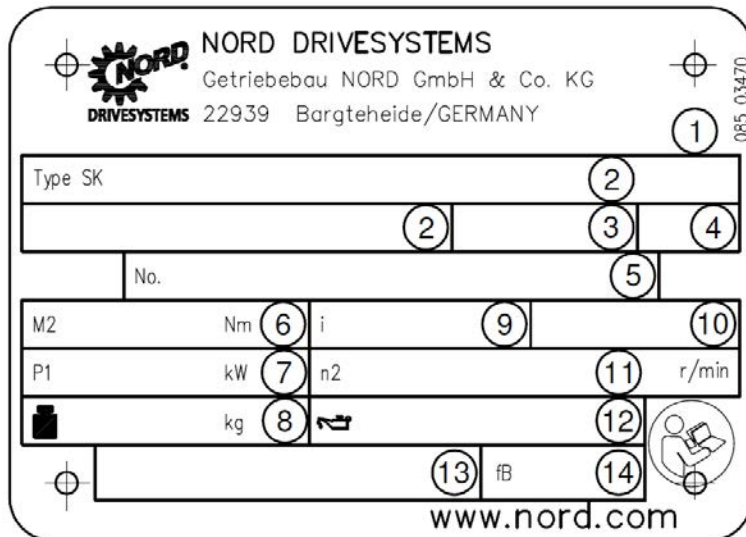 NORD DRIVESYSTEMS
NORD
DRIVESYSTEMS
Getriebebau NORD GmbH & Co. KG
22939 Bargteheide/GERMANY
085 03470
1
Type SK 2
2 3 4
No. 5
M2 Nm 6 i 9 10
P1 kW 7 n2 11 r/min
kg 8 12
13 fB 14
www.nord.com